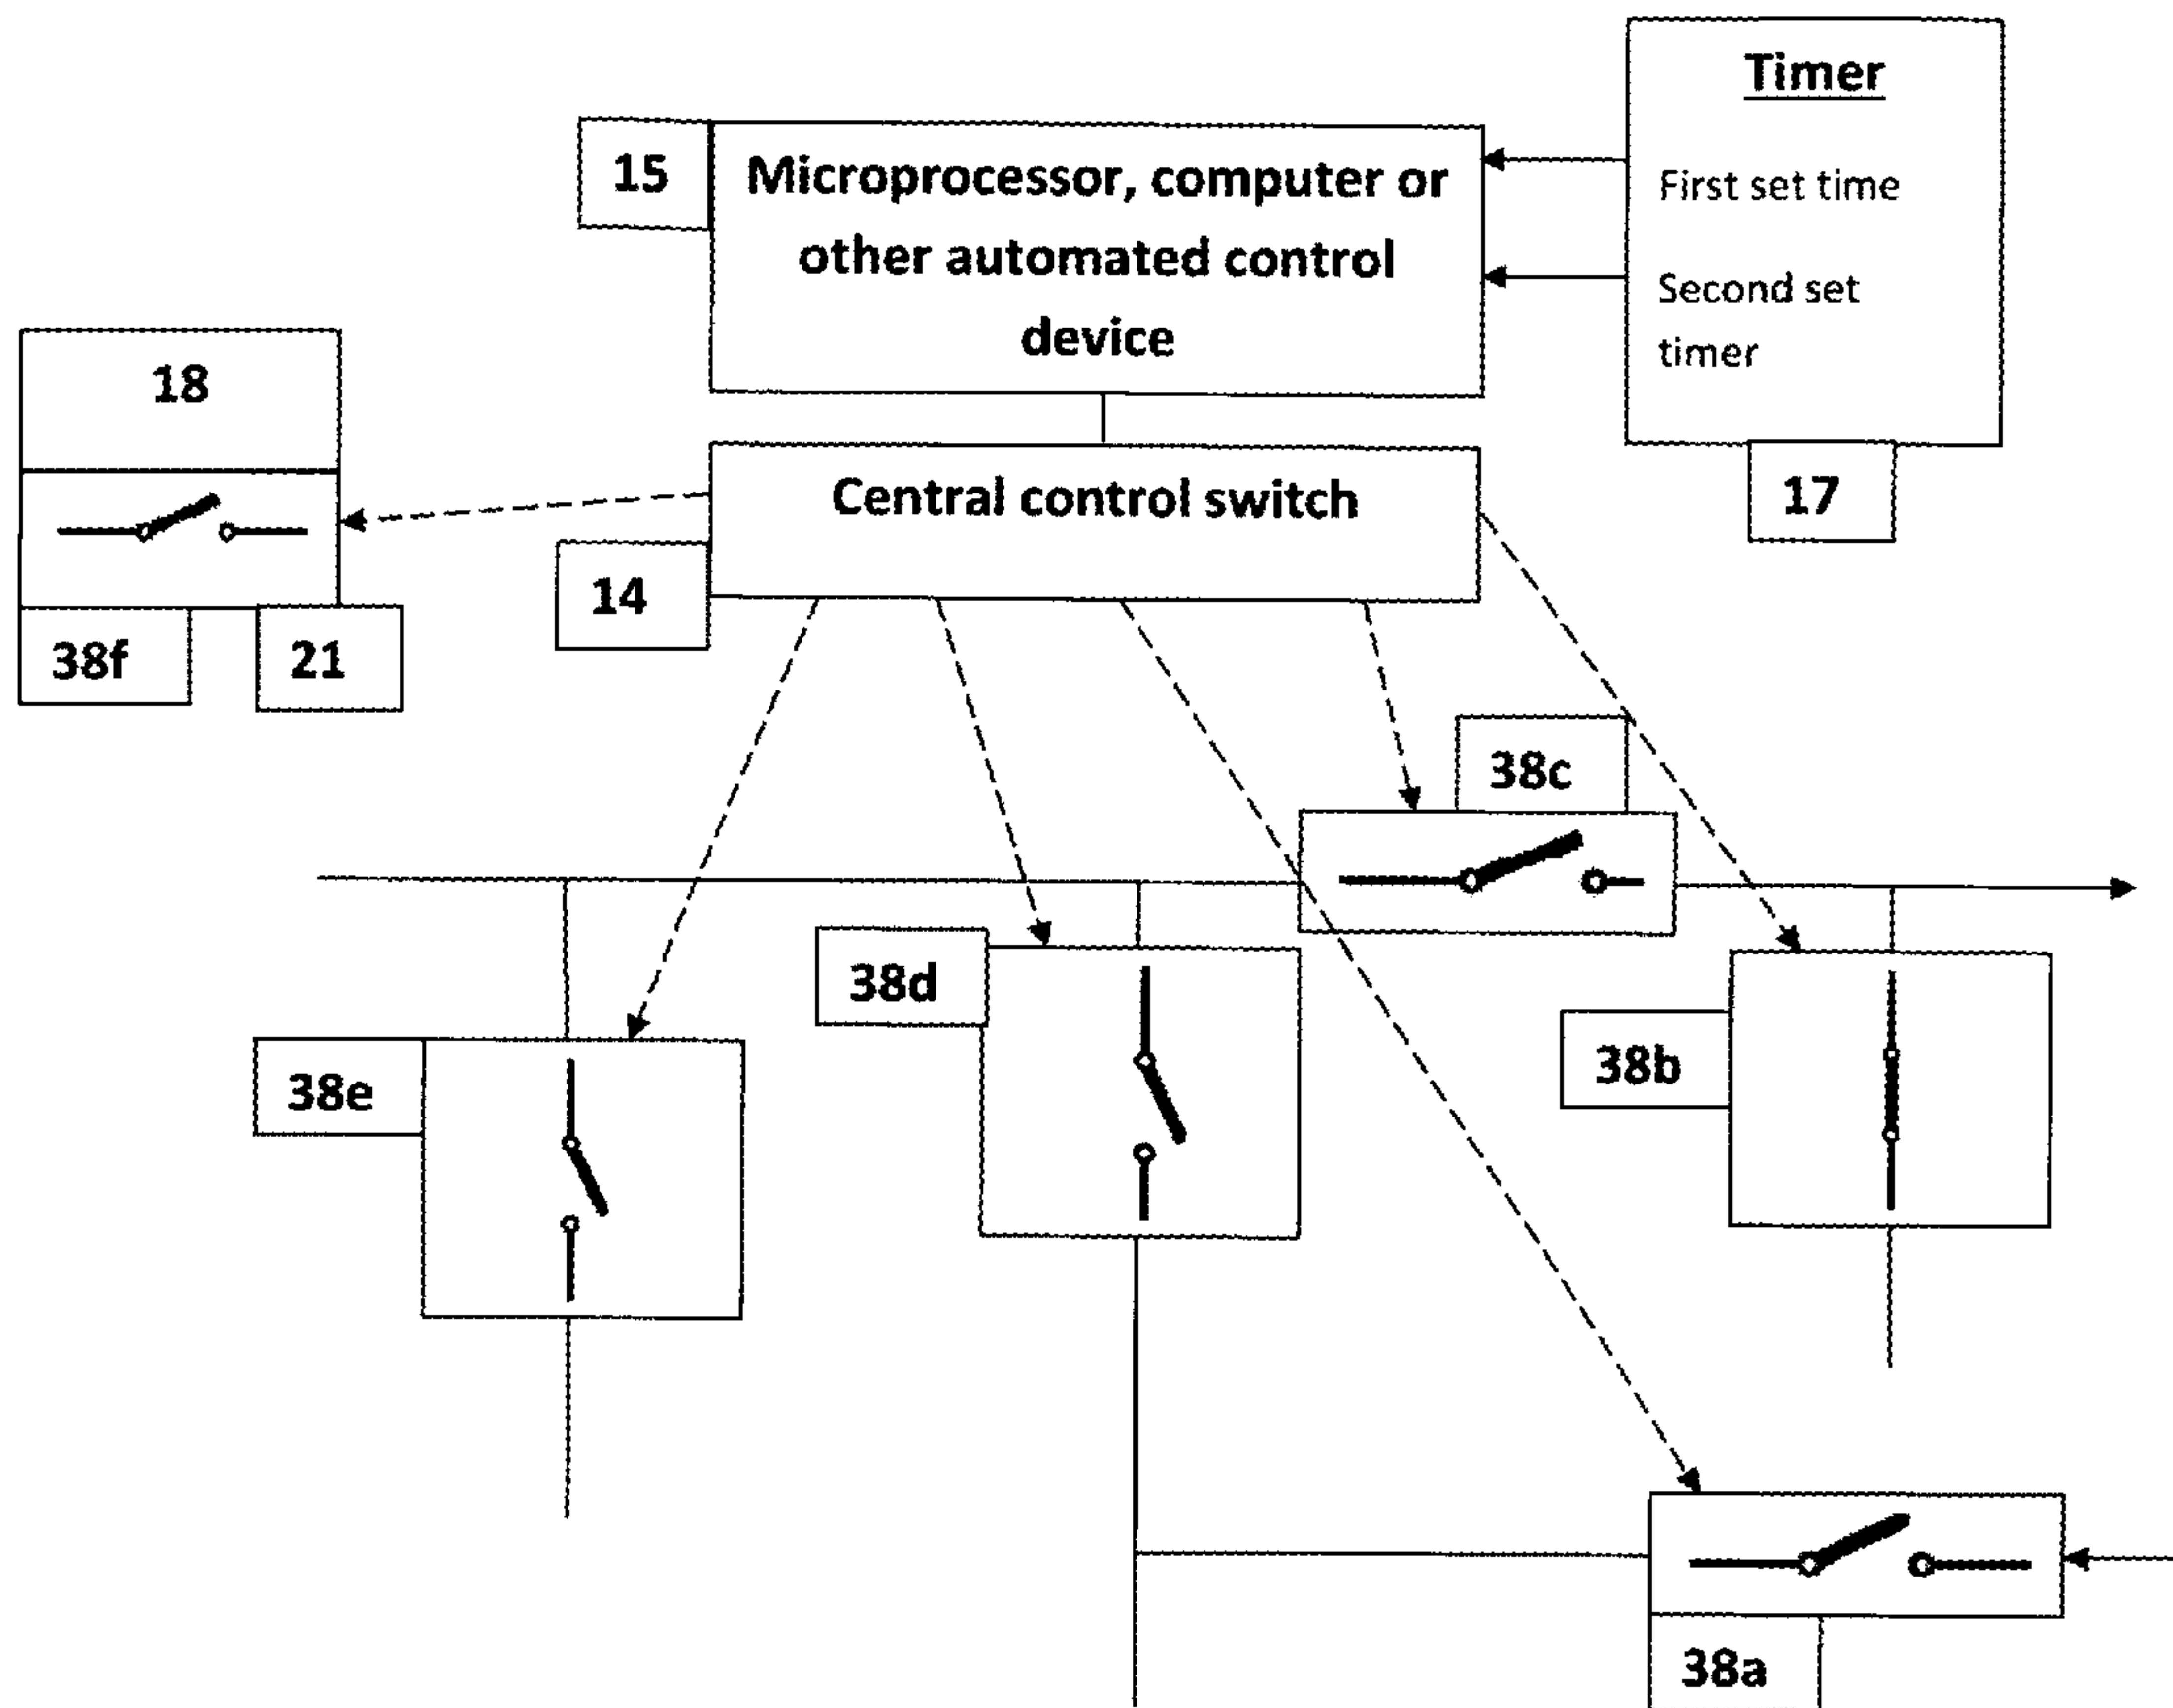 Timer
15
Microprocessor, computer or
other automated control
device
First set time
Second set
timer
18
Central control switch
17
14
38f
21
38c
38d
38b
38e
38a